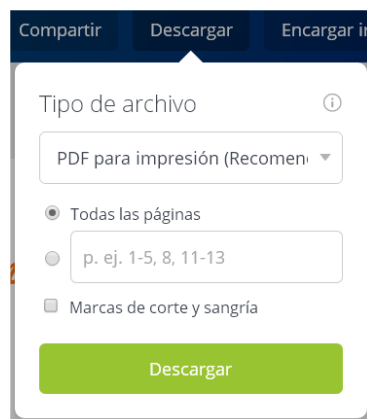 Compartir Descargar Encargar i
Tipo de archivo
PDF para impresión (Recomen
Todas las páginas
p. ej. 1-5, 8, 11-13
Marcas de corte y sangría
Descargar